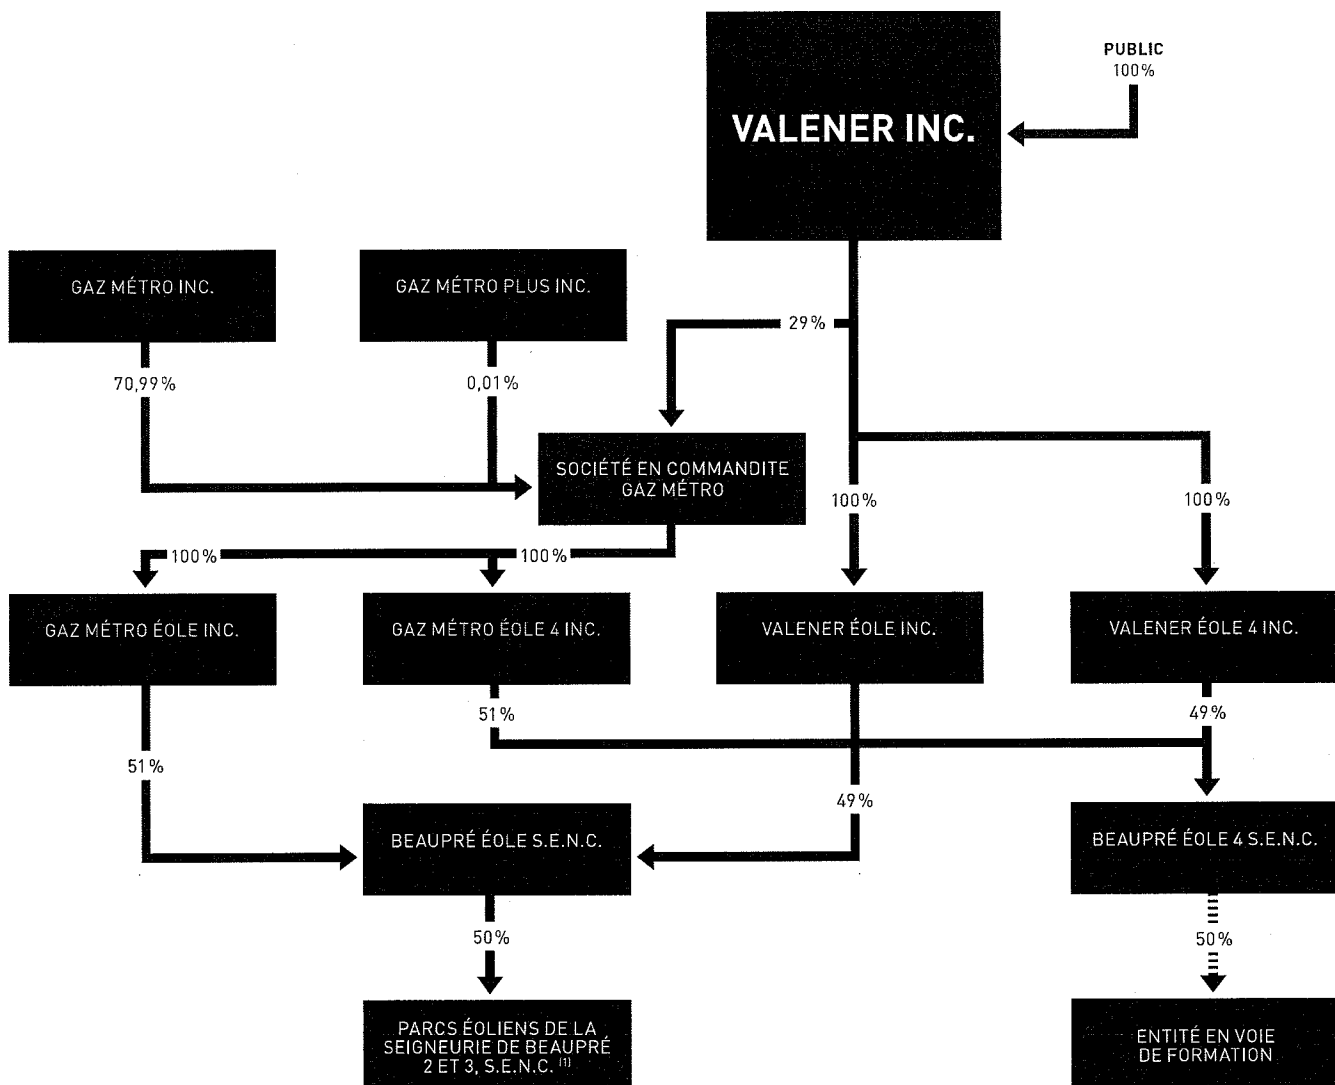 PUBLIC
100%
VALENER INC.
GAZ MÉTRO INC.
GAZ MÉTRO PLUS INC.
29%
70,99%
0,01%
SOCIÉTÉ EN COMMANDITE
GAZ MÉTRO
100%
100%
100%
100%
GAZ MÉTRO ÉOLE INC.
GAZ MÉTRO ÉOLE 4 INC.
VALENER ÉOLE INC.
VALENER ÉOLE 4 INC.
51%
49%
51%
49%
BEAUPRÉ ÉOLE S.E.N.C.
BEAUPRÉ ÉOLE 4 S.E.N.C.
50%
50%
PARCS ÉOLIENS DE LA
SEIGNEURIE DE BEAUPRÉ
2 ET 3, S.E.N.C. (1)
ENTITÉ EN VOIE
DE FORMATION